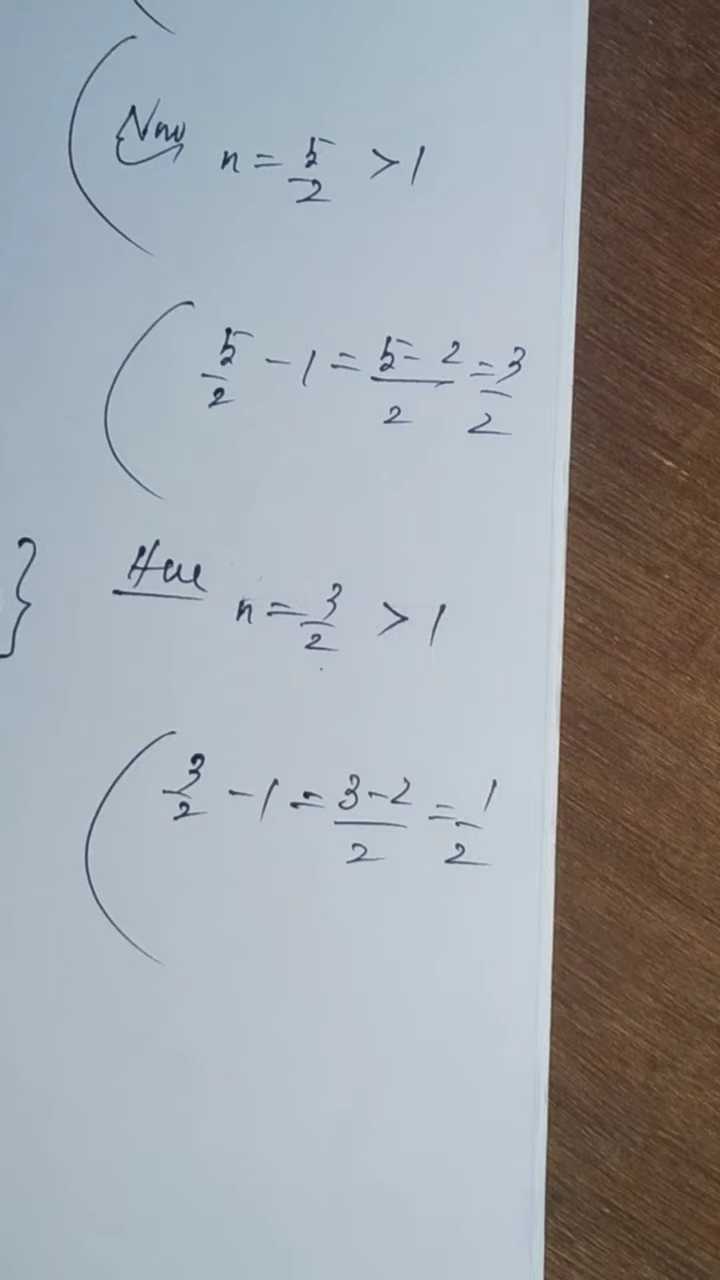 Now n = 5/2 > 1
5/2 - 1 = 5-2/2 = 3/2
} Here n = 3/2 > 1
3/2 - 1 = 3-2/2 = 1/2